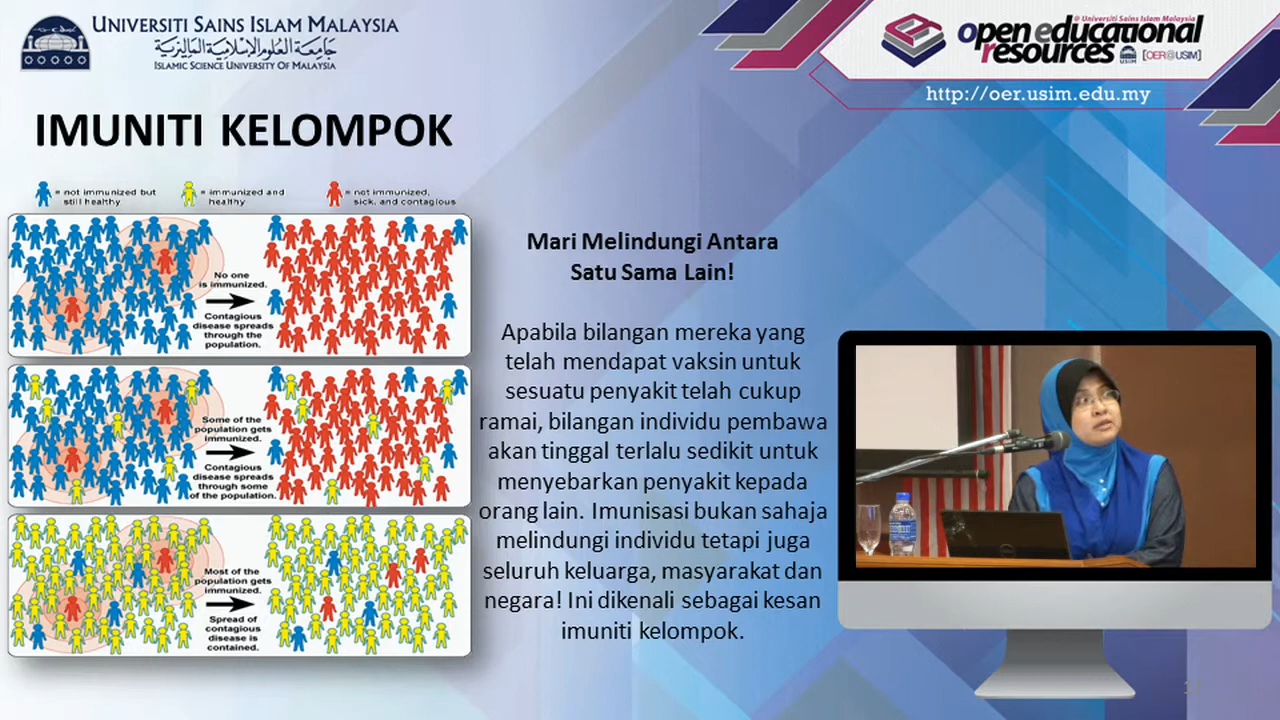 UNIVERSITI SAINS ISLAM MALAYSIA
جامعة العلوم الإسلامية الماليزية
ISLAMIC SCIENCE UNIVERSITY OF MALAYSIA
@ Universiti Sains Islam Malaysia
open educational
resources
USIM
[OER@USIM]
http://oer.usim.edu.my
IMUNITI KELOMPOK
= not immunized but
still healthy
= immunized and
healthy
= not immunized,
sick, and contagious
No one
is immunized.
Contagious
disease spreads
through the
population.
Some of the
population gets
immunized.
Contagious
disease spreads
through some
of the population.
Most of the
population gets
immunized.
Spread of
contagious
disease is
contained.
Mari Melindungi Antara
Satu Sama Lain!
Apabila bilangan mereka yang
telah mendapat vaksin untuk
sesuatu penyakit telah cukup
ramai, bilangan individu pembawa
akan tinggal terlalu sedikit untuk
menyebarkan penyakit kepada
orang lain. Imunisasi bukan sahaja
melindungi individu tetapi juga
seluruh keluarga, masyarakat dan
negara! Ini dikenali sebagai kesan
imuniti kelompok.